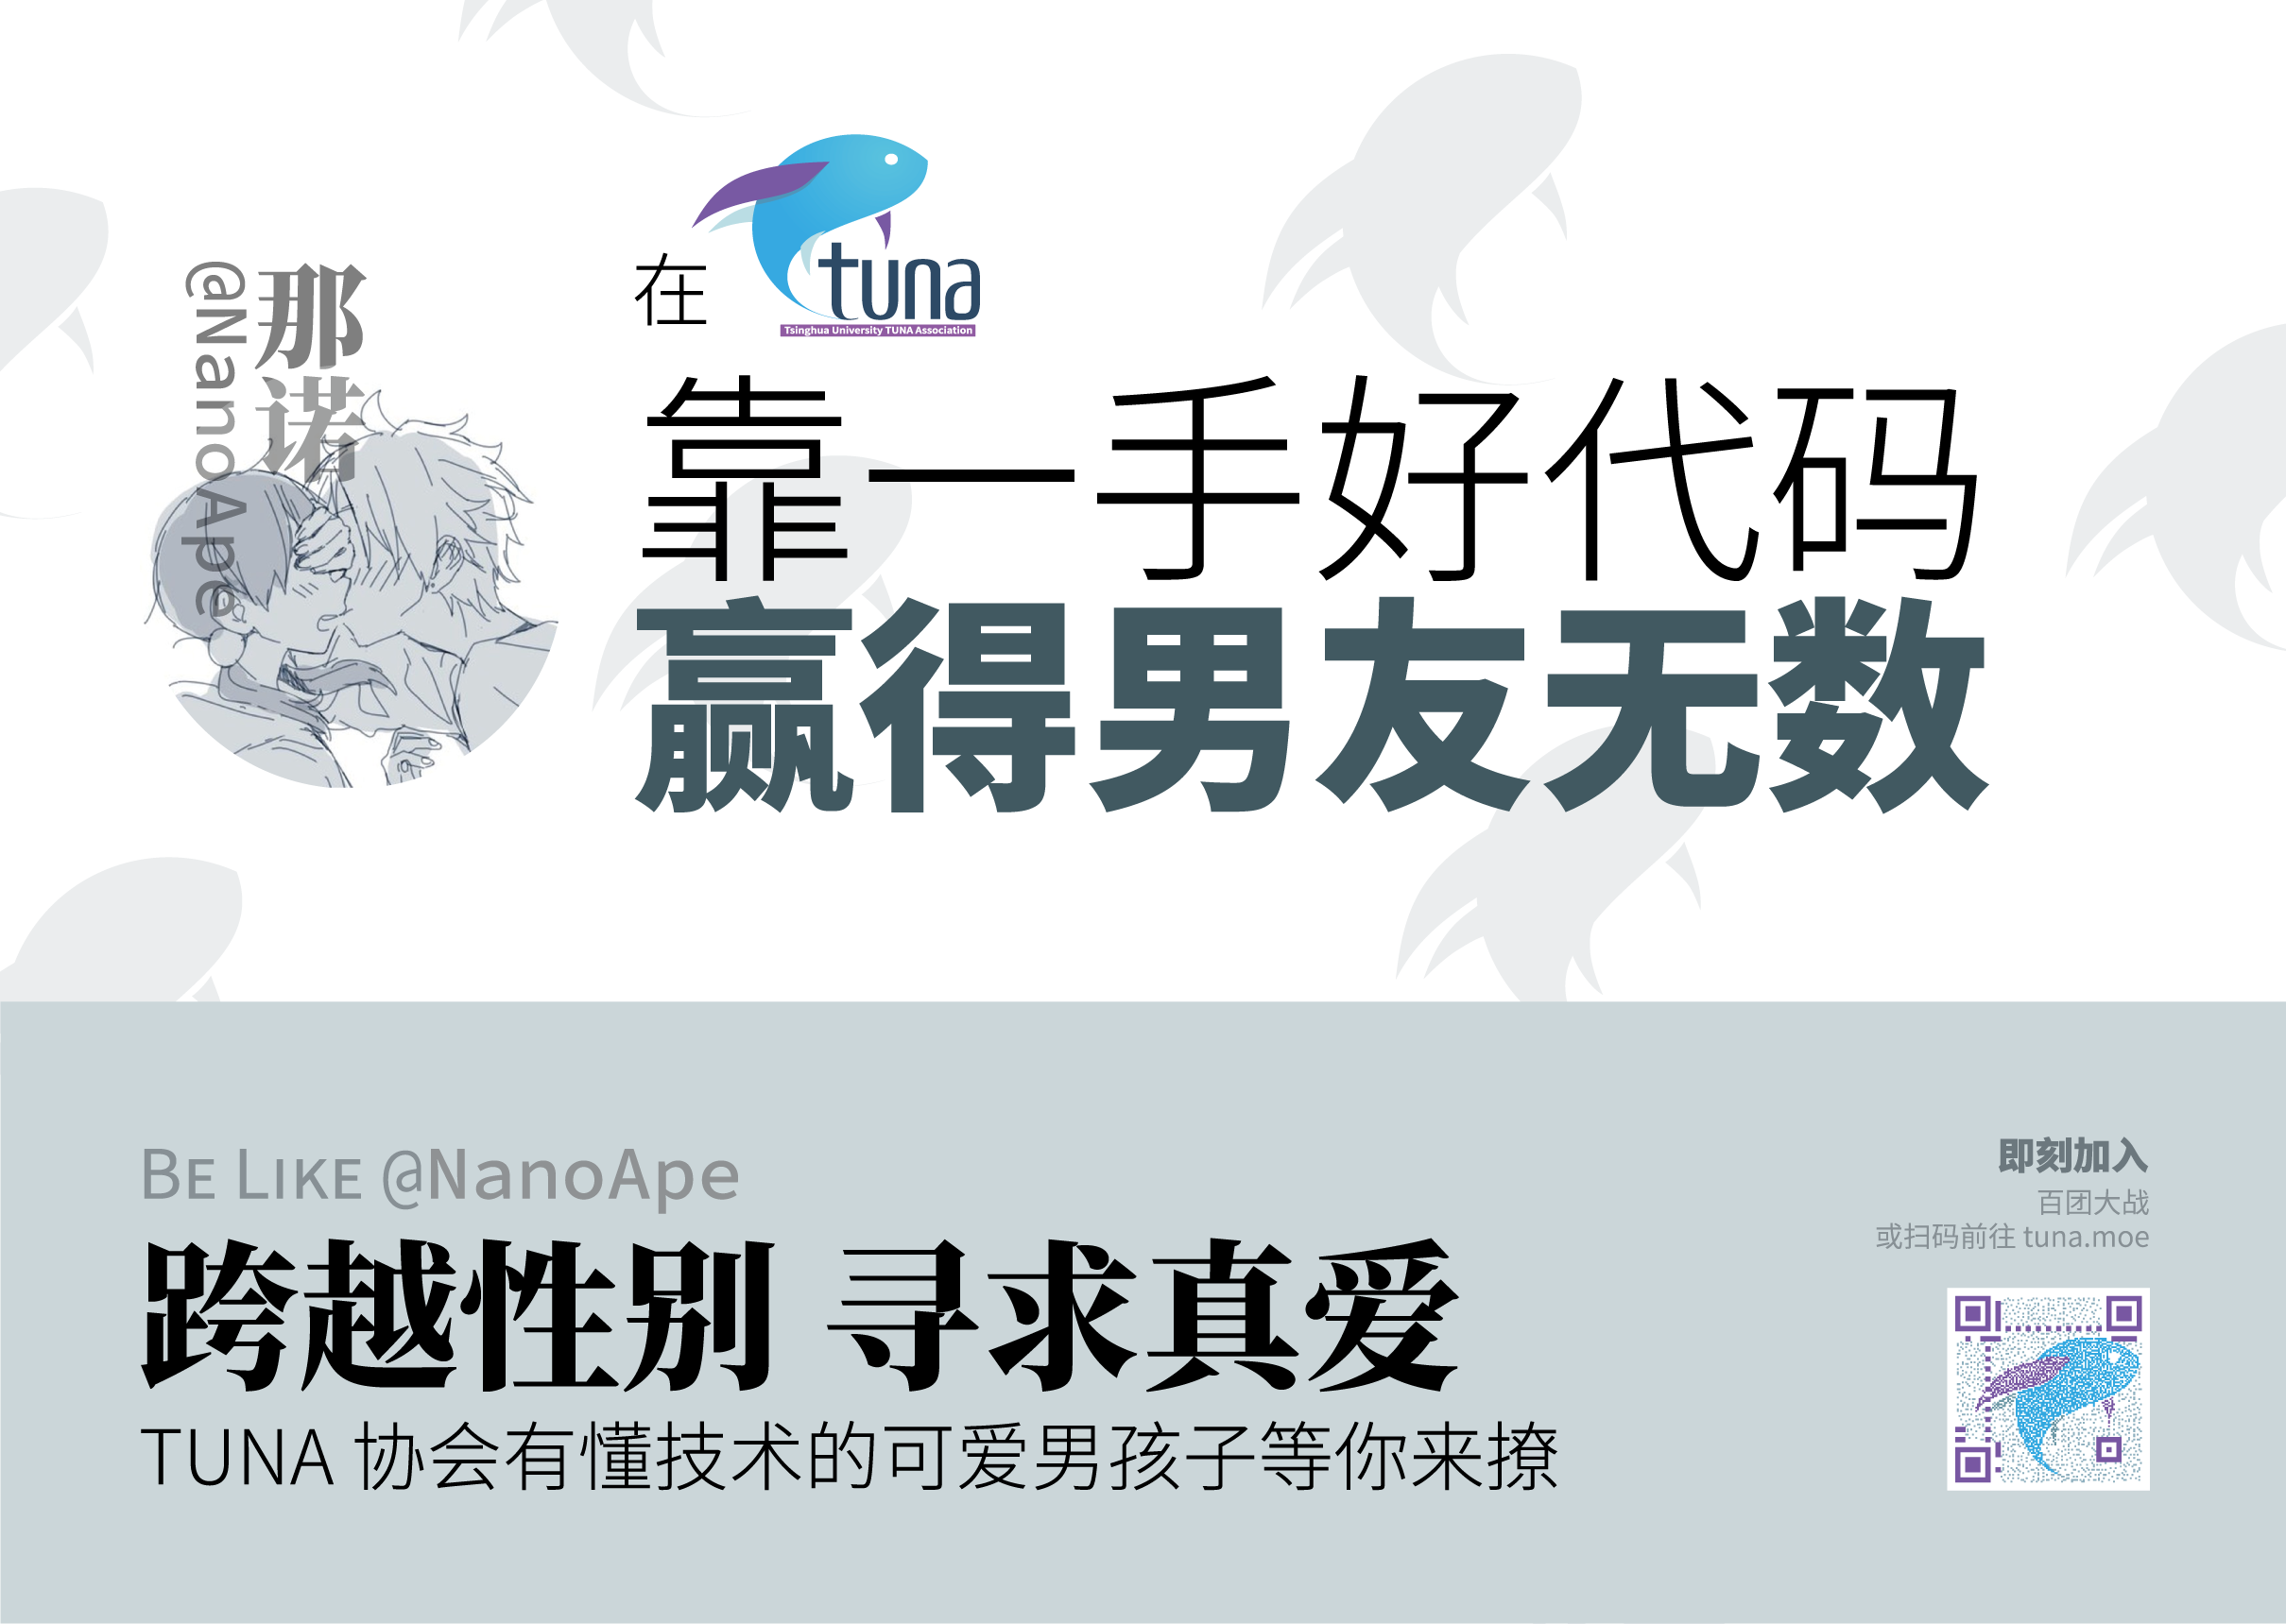 那诺
@NanoApe
在
tuna
Tsinghua University TUNA Association
靠一手好代码
赢得男友无数
BE LIKE @NanoApe
跨越性别 寻求真爱
TUNA 协会有懂技术的可爱男孩子等你来撩
即刻加入
百团大战
或扫码前往 tuna.moe